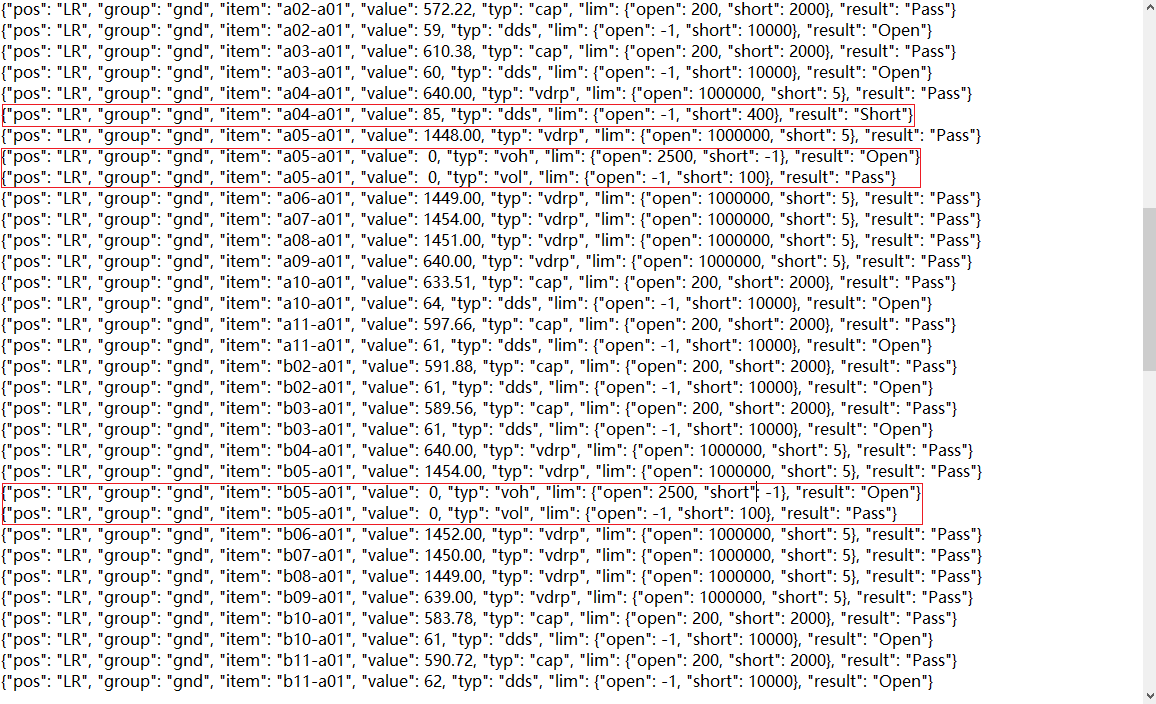 {"pos": "LR", "group": "gnd", "item": "a02-a01", "value": 572.22, "typ": "cap", "lim": {"open": 200, "short": 2000}, "result": "Pass"}
{"pos": "LR", "group": "gnd", "item": "a02-a01", "value": 59, "typ": "dds", "lim": {"open": -1, "short": 10000}, "result": "Open"}
{"pos": "LR", "group": "gnd", "item": "a03-a01", "value": 610.38, "typ": "cap", "lim": {"open": 200, "short": 2000}, "result": "Pass"}
{"pos": "LR", "group": "gnd", "item": "a03-a01", "value": 60, "typ": "dds", "lim": {"open": -1, "short": 10000}, "result": "Open"}
{"pos": "LR", "group": "gnd", "item": "a04-a01", "value": 640.00, "typ": "vdrp", "lim": {"open": 1000000, "short": 5}, "result": "Pass"}
{"pos": "LR", "group": "gnd", "item": "a04-a01", "value": 85, "typ": "dds", "lim": {"open": -1, "short": 400}, "result": "Short"}
{"pos": "LR", "group": "gnd", "item": "a05-a01", "value": 1448.00, "typ": "vdrp", "lim": {"open": 1000000, "short": 5}, "result": "Pass"}
{"pos": "LR", "group": "gnd", "item": "a05-a01", "value":  0, "typ": "voh", "lim": {"open": 2500, "short": -1}, "result": "Open"}
{"pos": "LR", "group": "gnd", "item": "a05-a01", "value":  0, "typ": "vol", "lim": {"open": -1, "short": 100}, "result": "Pass"}
{"pos": "LR", "group": "gnd", "item": "a06-a01", "value": 1449.00, "typ": "vdrp", "lim": {"open": 1000000, "short": 5}, "result": "Pass"}
{"pos": "LR", "group": "gnd", "item": "a07-a01", "value": 1454.00, "typ": "vdrp", "lim": {"open": 1000000, "short": 5}, "result": "Pass"}
{"pos": "LR", "group": "gnd", "item": "a08-a01", "value": 1451.00, "typ": "vdrp", "lim": {"open": 1000000, "short": 5}, "result": "Pass"}
{"pos": "LR", "group": "gnd", "item": "a09-a01", "value": 640.00, "typ": "vdrp", "lim": {"open": 1000000, "short": 5}, "result": "Pass"}
{"pos": "LR", "group": "gnd", "item": "a10-a01", "value": 633.51, "typ": "cap", "lim": {"open": 200, "short": 2000}, "result": "Pass"}
{"pos": "LR", "group": "gnd", "item": "a10-a01", "value": 64, "typ": "dds", "lim": {"open": -1, "short": 10000}, "result": "Open"}
{"pos": "LR", "group": "gnd", "item": "a11-a01", "value": 597.66, "typ": "cap", "lim": {"open": 200, "short": 2000}, "result": "Pass"}
{"pos": "LR", "group": "gnd", "item": "a11-a01", "value": 61, "typ": "dds", "lim": {"open": -1, "short": 10000}, "result": "Open"}
{"pos": "LR", "group": "gnd", "item": "b02-a01", "value": 591.88, "typ": "cap", "lim": {"open": 200, "short": 2000}, "result": "Pass"}
{"pos": "LR", "group": "gnd", "item": "b02-a01", "value": 61, "typ": "dds", "lim": {"open": -1, "short": 10000}, "result": "Open"}
{"pos": "LR", "group": "gnd", "item": "b03-a01", "value": 589.56, "typ": "cap", "lim": {"open": 200, "short": 2000}, "result": "Pass"}
{"pos": "LR", "group": "gnd", "item": "b03-a01", "value": 61, "typ": "dds", "lim": {"open": -1, "short": 10000}, "result": "Open"}
{"pos": "LR", "group": "gnd", "item": "b04-a01", "value": 640.00, "typ": "vdrp", "lim": {"open": 1000000, "short": 5}, "result": "Pass"}
{"pos": "LR", "group": "gnd", "item": "b05-a01", "value": 1454.00, "typ": "vdrp", "lim": {"open": 1000000, "short": 5}, "result": "Pass"}
{"pos": "LR", "group": "gnd", "item": "b05-a01", "value":  0, "typ": "voh", "lim": {"open": 2500, "short": -1}, "result": "Open"}
{"pos": "LR", "group": "gnd", "item": "b05-a01", "value":  0, "typ": "vol", "lim": {"open": -1, "short": 100}, "result": "Pass"}
{"pos": "LR", "group": "gnd", "item": "b06-a01", "value": 1452.00, "typ": "vdrp", "lim": {"open": 1000000, "short": 5}, "result": "Pass"}
{"pos": "LR", "group": "gnd", "item": "b07-a01", "value": 1450.00, "typ": "vdrp", "lim": {"open": 1000000, "short": 5}, "result": "Pass"}
{"pos": "LR", "group": "gnd", "item": "b08-a01", "value": 1449.00, "typ": "vdrp", "lim": {"open": 1000000, "short": 5}, "result": "Pass"}
{"pos": "LR", "group": "gnd", "item": "b09-a01", "value": 639.00, "typ": "vdrp", "lim": {"open": 1000000, "short": 5}, "result": "Pass"}
{"pos": "LR", "group": "gnd", "item": "b10-a01", "value": 583.78, "typ": "cap", "lim": {"open": 200, "short": 2000}, "result": "Pass"}
{"pos": "LR", "group": "gnd", "item": "b10-a01", "value": 61, "typ": "dds", "lim": {"open": -1, "short": 10000}, "result": "Open"}
{"pos": "LR", "group": "gnd", "item": "b11-a01", "value": 590.72, "typ": "cap", "lim": {"open": 200, "short": 2000}, "result": "Pass"}
{"pos": "LR", "group": "gnd", "item": "b11-a01", "value": 62, "typ": "dds", "lim": {"open": -1, "short": 10000}, "result": "Open"}